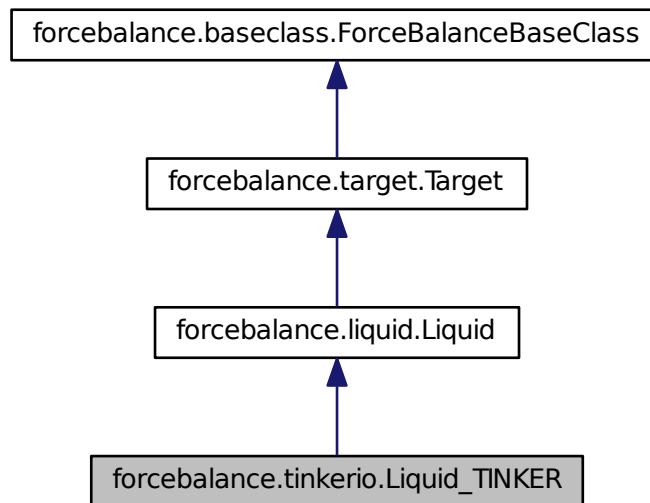 forcebalance.baseclass.ForceBalanceBaseClass
forcebalance.target.Target
forcebalance.liquid.Liquid
forcebalance.tinkerio.Liquid_TINKER